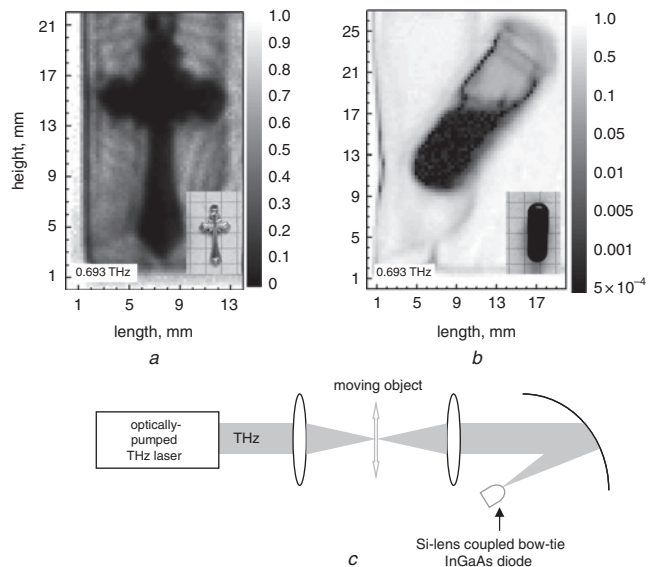 21
17
13
9
5
1
height, mm
1 5 9 13
length, mm
0.693 THz
1.0
0.9
0.8
0.7
0.6
0.5
0.4
0.3
0.2
0.1
0
a
25
21
17
13
9
5
1
1 5 9 13 17
length, mm
0.693 THz
1.0
0.5
0.1
0.05
0.01
0.005
0.001
5×10⁻⁴
b
moving object
optically-
pumped
THz laser
THz
Si-lens coupled bow-tie
InGaAs diode
c